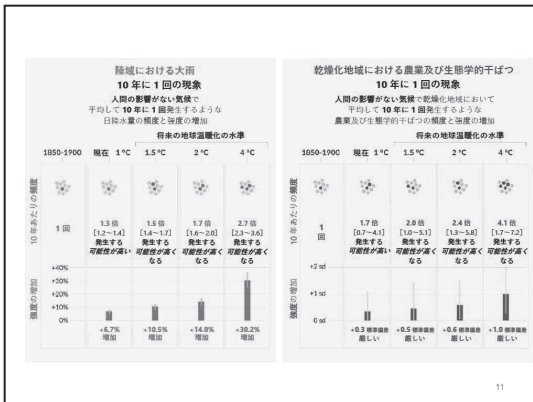 陸域における大雨
10 年に 1 回の現象
人間の影響がない気候で
平均して 10 年に 1 回発生するような
日降水量の頻度と強度の増加
将来の地球温暖化の水準
1850-1900 現在 1 ºC 1.5 ºC 2 ºC 4 ºC
10 年あたりの頻度
1 回
1.3 倍 1.5 倍 1.7 倍 2.7 倍
[1.2~1.4] [1.4~1.7] [1.6~2.0] [2.3~3.6]
発生する 発生する 発生する 発生する
可能性が高い 可能性が高く 可能性が高く 可能性が高く
なる なる なる
強度の増加
+40%
+30%
+20%
+10%
0%
+6.7% +10.5% +14.0% +30.2%
増加 増加 増加 増加
乾燥化地域における農業及び生態学的干ばつ
10 年に 1 回の現象
人間の影響がない気候で乾燥化地域において
平均して 10 年に 1 回発生するような
農業及び生態学的干ばつの頻度と強度の増加
将来の地球温暖化の水準
1850-1900 現在 1 ºC 1.5 ºC 2 ºC 4 ºC
10 年あたりの頻度
1
回
1.7 倍 2.0 倍 2.4 倍 4.1 倍
[0.7~4.1] [1.0~5.1] [1.3~5.8] [1.7~7.2]
発生する 発生する 発生する 発生する
可能性が高い 可能性が高く 可能性が高く 可能性が高く
なる なる なる
強度の増加
+2 sd
+1 sd
0 sd
+0.3 標準偏差 +0.5 標準偏差 +0.6 標準偏差 +1.0 標準偏差
厳しい 厳しい 厳しい 厳しい
11